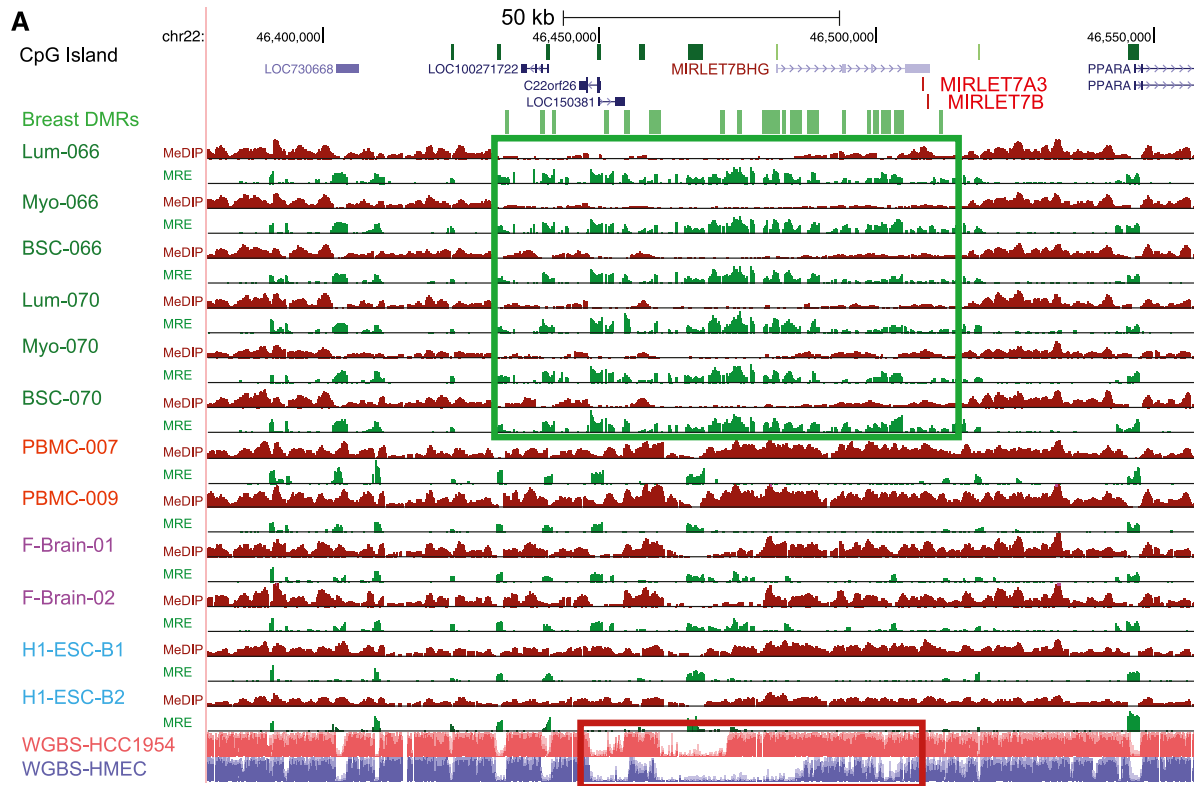 A
50 kb
chr22: 46,400,000 46,450,000 46,500,000 46,550,000
CpG Island
LOC730668 LOC100271722 MIRLET7BHG PPARA
C22orf26 MIRLET7A3 PPARA
LOC150381 MIRLET7B
Breast DMRs
Lum-066 MeDIP
MRE
Myo-066 MeDIP
MRE
BSC-066 MeDIP
MRE
Lum-070 MeDIP
MRE
Myo-070 MeDIP
MRE
BSC-070 MeDIP
MRE
PBMC-007 MeDIP
MRE
PBMC-009 MeDIP
MRE
F-Brain-01 MeDIP
MRE
F-Brain-02 MeDIP
MRE
H1-ESC-B1 MeDIP
MRE
H1-ESC-B2 MeDIP
MRE
WGBS-HCC1954
WGBS-HMEC